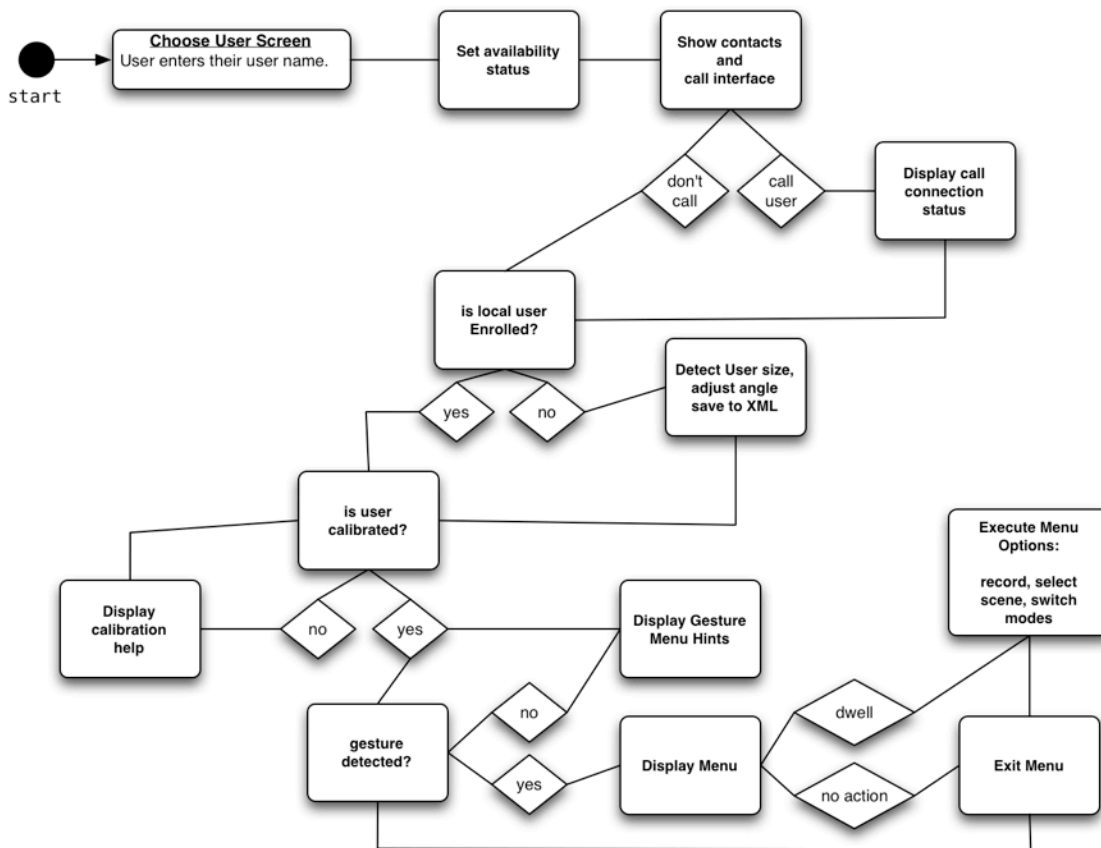 Choose User Screen
User enters their user name.
start
Set availability
status
Show contacts
and
call interface
don't
call
call
user
Display call
connection
status
is local user
Enrolled?
yes
no
Detect User size,
adjust angle
save to XML
is user
calibrated?
Display
calibration
help
no
yes
Display Gesture
Menu Hints
Execute Menu
Options:
record, select
scene, switch
modes
gesture
detected?
no
yes
Display Menu
dwell
no action
Exit Menu